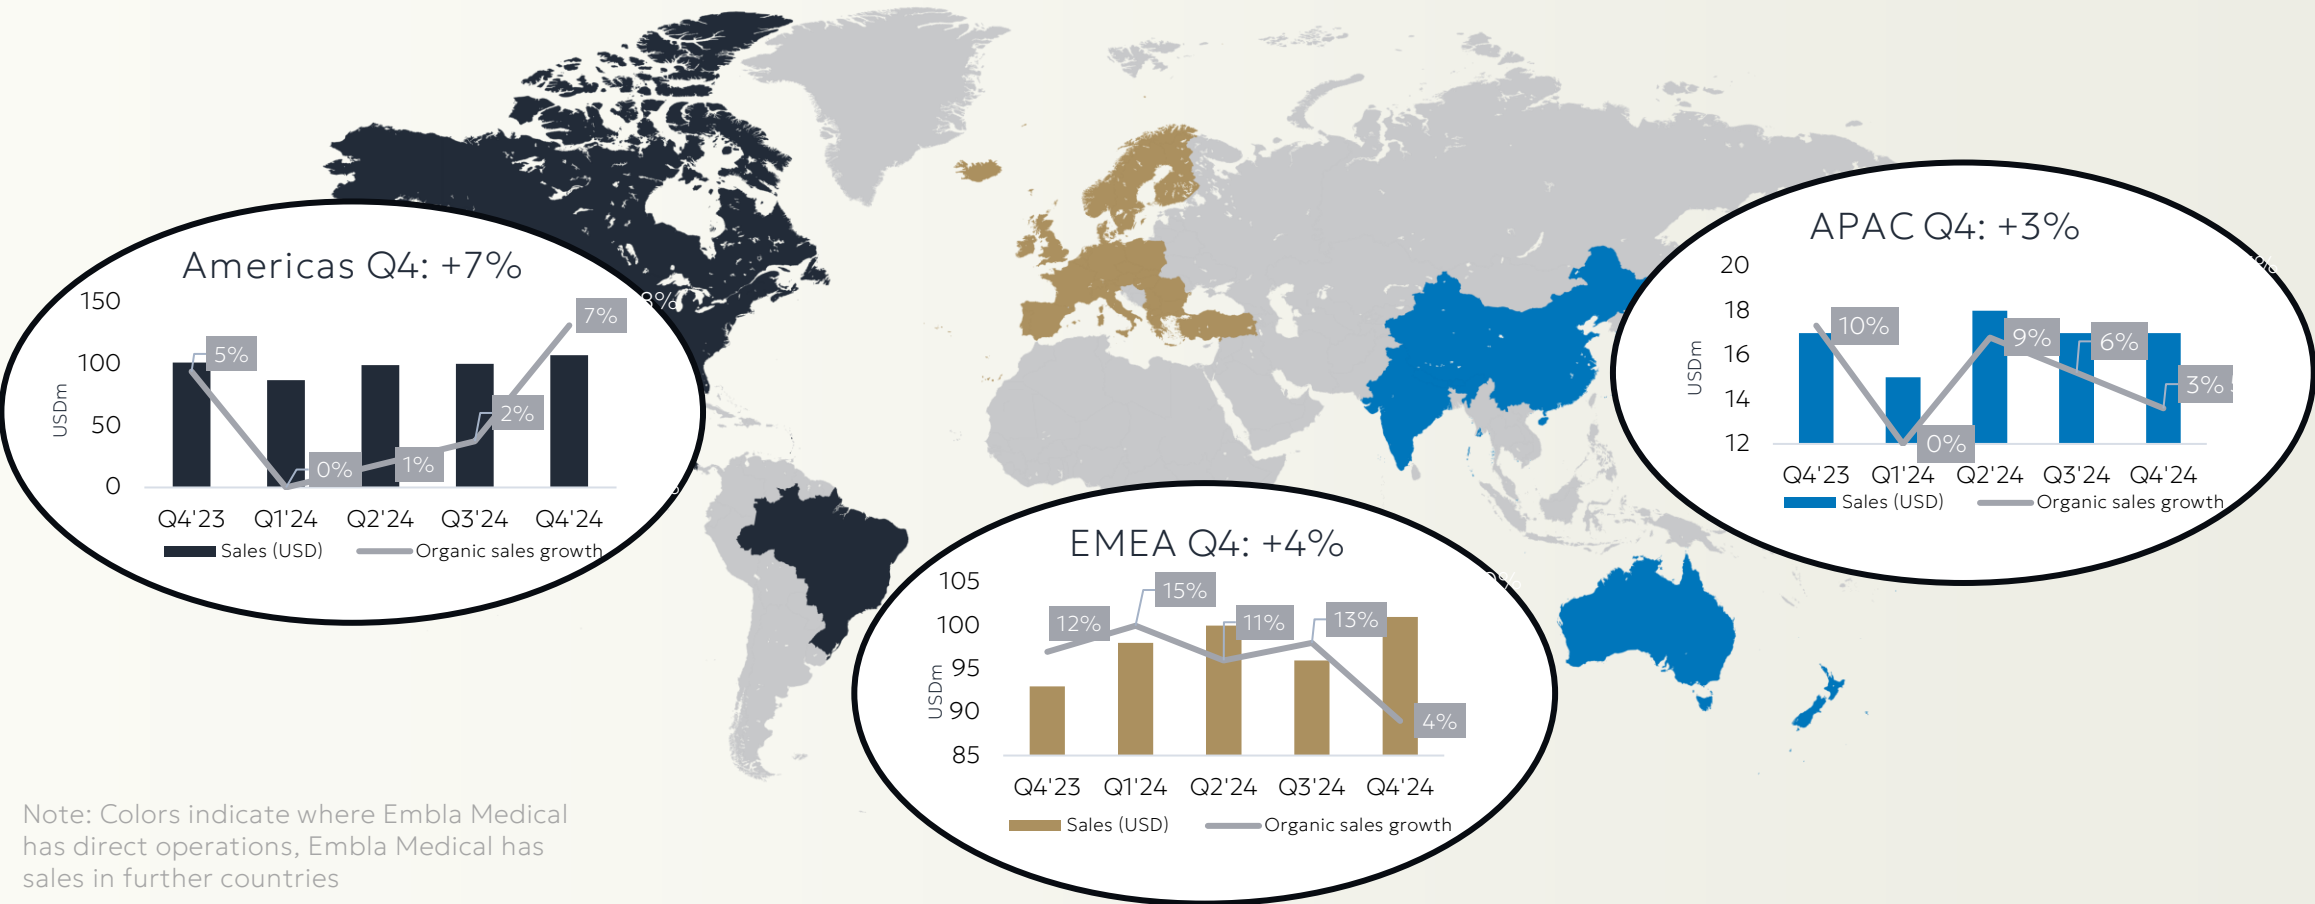 Americas Q4: +7%
150
100
50
0
USDm
5%
0%
1%
2%
7%
8%
Q4'23 Q1'24 Q2'24 Q3'24 Q4'24
Sales (USD) Organic sales growth
EMEA Q4: +4%
105
100
95
90
85
USDm
12%
15%
11%
13%
4%
Q4'23 Q1'24 Q2'24 Q3'24 Q4'24
Sales (USD) Organic sales growth
APAC Q4: +3%
20
18
16
14
12
USDm
10%
0%
9%
6%
3%
Q4'23 Q1'24 Q2'24 Q3'24 Q4'24
Sales (USD) Organic sales growth
Note: Colors indicate where Embla Medical
has direct operations, Embla Medical has
sales in further countries